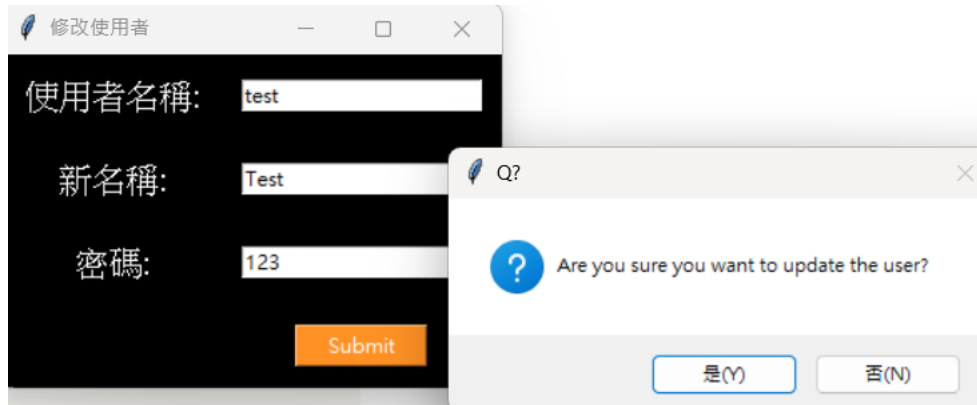 修改使用者
使用者名稱: test
新名稱: Test
密碼: 123
Submit
Q?
Are you sure you want to update the user?
是(Y) 否(N)